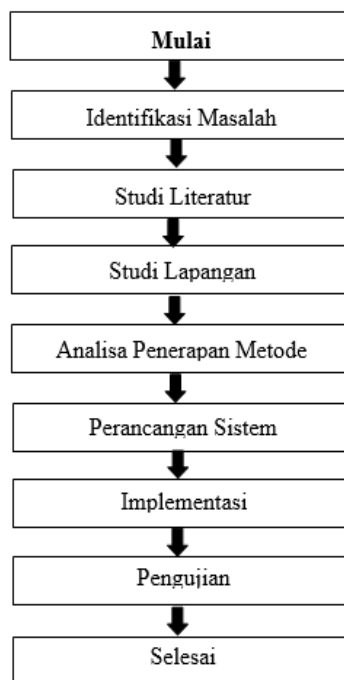 Mulai
Identifikasi Masalah
Studi Literatur
Studi Lapangan
Analisa Penerapan Metode
Perancangan Sistem
Implementasi
Pengujian
Selesai